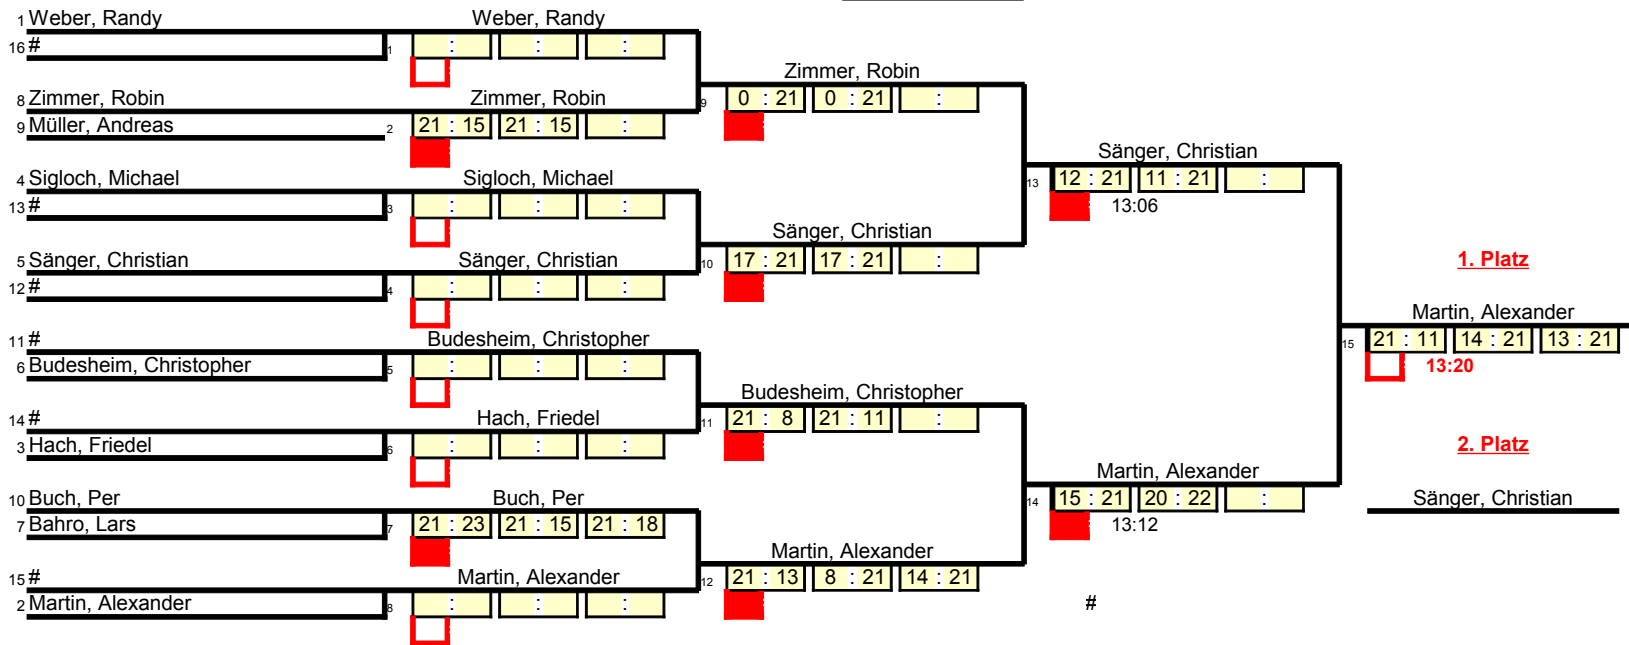 1 Weber, Randy Weber, Randy
16 # 1 : : :
Zimmer, Robin
8 Zimmer, Robin Zimmer, Robin 9 0 : 21 0 : 21 :
9 Müller, Andreas 2 21 : 15 21 : 15 :
Sänger, Christian
4 Sigloch, Michael Sigloch, Michael 13 12 : 21 11 : 21 :
13 # 3 : : : 13:06
Sänger, Christian
5 Sänger, Christian Sänger, Christian 10 17 : 21 17 : 21 : 1. Platz
12 # 4 : : :
Martin, Alexander
11 # Budesheim, Christopher 15 21 : 11 14 : 21 13 : 21
6 Budesheim, Christopher 5 : : : 13:20
Budesheim, Christopher
14 # Hach, Friedel 11 21 : 8 21 : 11 :
3 Hach, Friedel 6 : : : 2. Platz
Martin, Alexander
10 Buch, Per Buch, Per 14 15 : 21 20 : 22 : Sänger, Christian
7 Bahro, Lars 7 21 : 23 21 : 15 21 : 18 13:12
Martin, Alexander
15 # Martin, Alexander 12 21 : 13 8 : 21 14 : 21
2 Martin, Alexander 8 : : : #